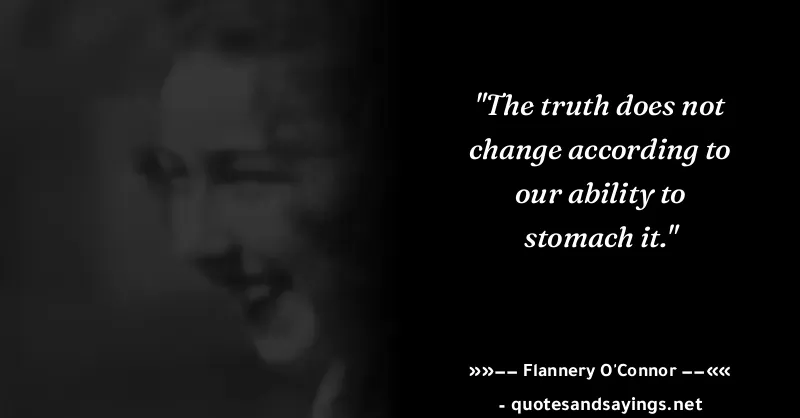 "The truth does not
change according to
our ability to
stomach it."
»»−− Flannery O'Connor −−««
- quotesandsayings.net